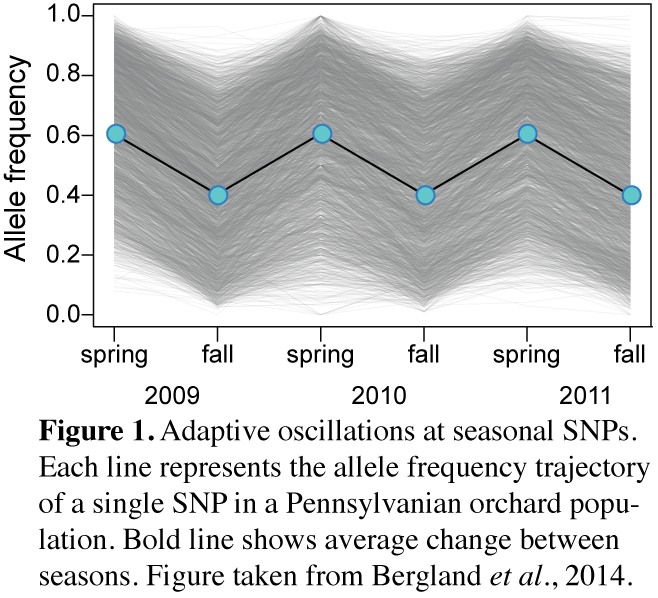 1.0
0.8
0.6
0.4
0.2
0.0
Allele frequency
spring fall spring fall spring fall
2009 2010 2011
Figure 1. Adaptive oscillations at seasonal SNPs.
Each line represents the allele frequency trajectory
of a single SNP in a Pennsylvanian orchard popu-
lation. Bold line shows average change between
seasons. Figure taken from Bergland et al., 2014.